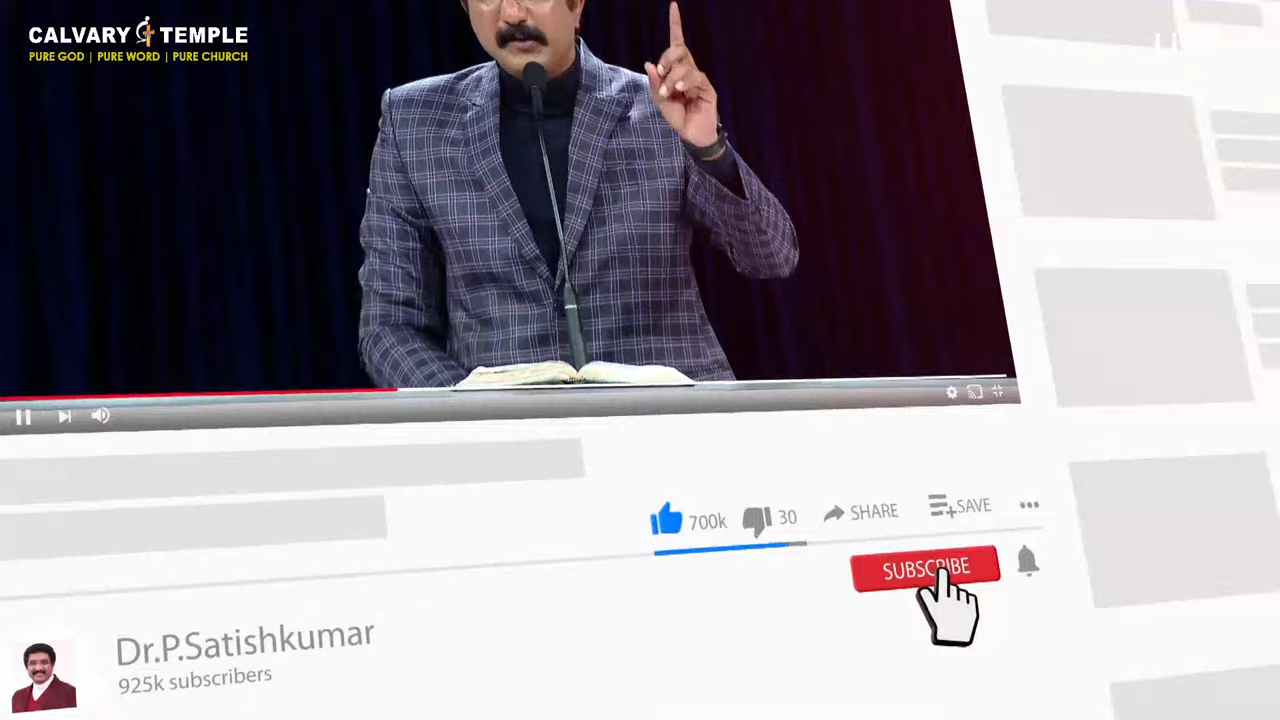 CALVARY TEMPLE
PURE GOD | PURE WORD | PURE CHURCH
700k
30
SHARE
SAVE
SUBSCRIBE
Dr.P.Satishkumar
925k subscribers